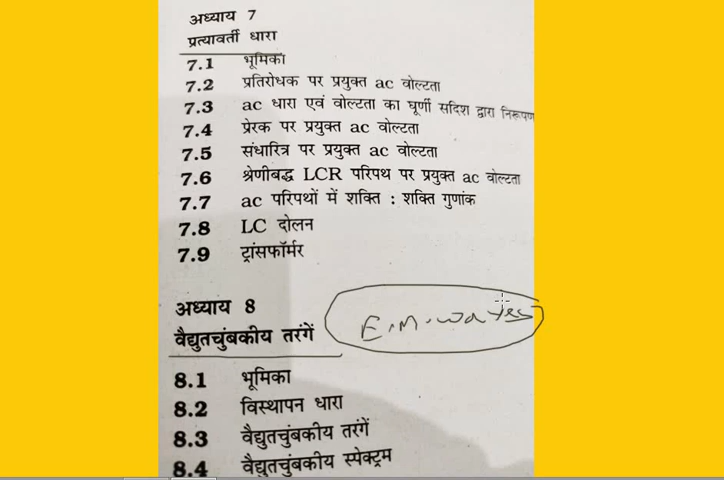 अध्याय 7
प्रत्यावर्ती धारा
7.1 भूमिका
7.2 प्रतिरोधक पर प्रयुक्त ac वोल्टता
7.3 ac धारा एवं वोल्टता का घूर्णी सदिश द्वारा निरूपण
7.4 प्रेरक पर प्रयुक्त ac वोल्टता
7.5 संधारित्र पर प्रयुक्त ac वोल्टता
7.6 श्रेणीबद्ध LCR परिपथ पर प्रयुक्त ac वोल्टता
7.7 ac परिपथों में शक्ति : शक्ति गुणांक
7.8 LC दोलन
7.9 ट्रांसफॉर्मर
अध्याय 8
वैद्युतचुंबकीय तरंगें
E.M.waves
8.1 भूमिका
8.2 विस्थापन धारा
8.3 वैद्युतचुंबकीय तरंगें
8.4 वैद्युतचुंबकीय स्पेक्ट्रम